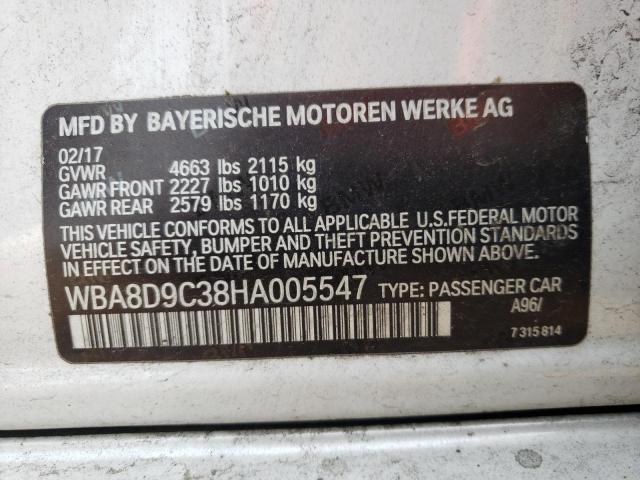 MFD BY BAYERISCHE MOTOREN WERKE AG
02/17
GVWR 4663 lbs 2115 kg
GAWR FRONT 2227 lbs 1010 kg
GAWR REAR 2579 lbs 1170 kg
THIS VEHICLE CONFORMS TO ALL APPLICABLE U.S.FEDERAL MOTOR
VEHICLE SAFETY, BUMPER AND THEFT PREVENTION STANDARDS
IN EFFECT ON THE DATE OF MANUFACTURE SHOWN ABOVE.
WBA8D9C38HA005547 TYPE: PASSENGER CAR
A96/
7 315 814